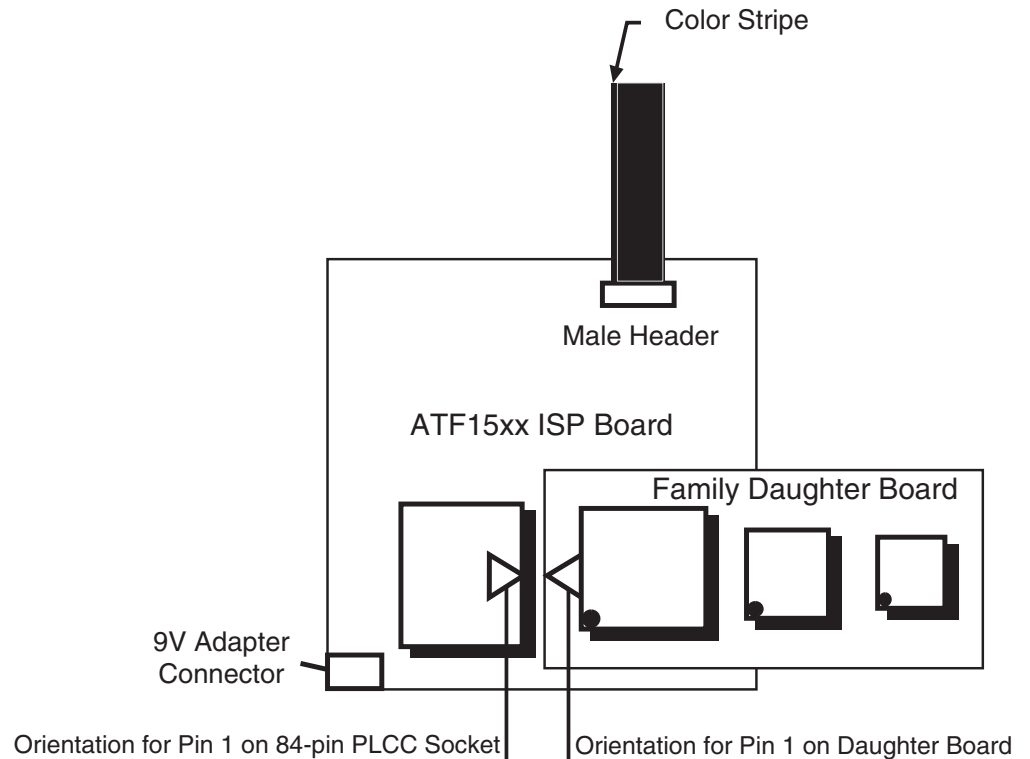 Color Stripe
Male Header
ATF15xx ISP Board
Family Daughter Board
9V Adapter
Connector
Orientation for Pin 1 on 84-pin PLCC Socket
Orientation for Pin 1 on Daughter Board